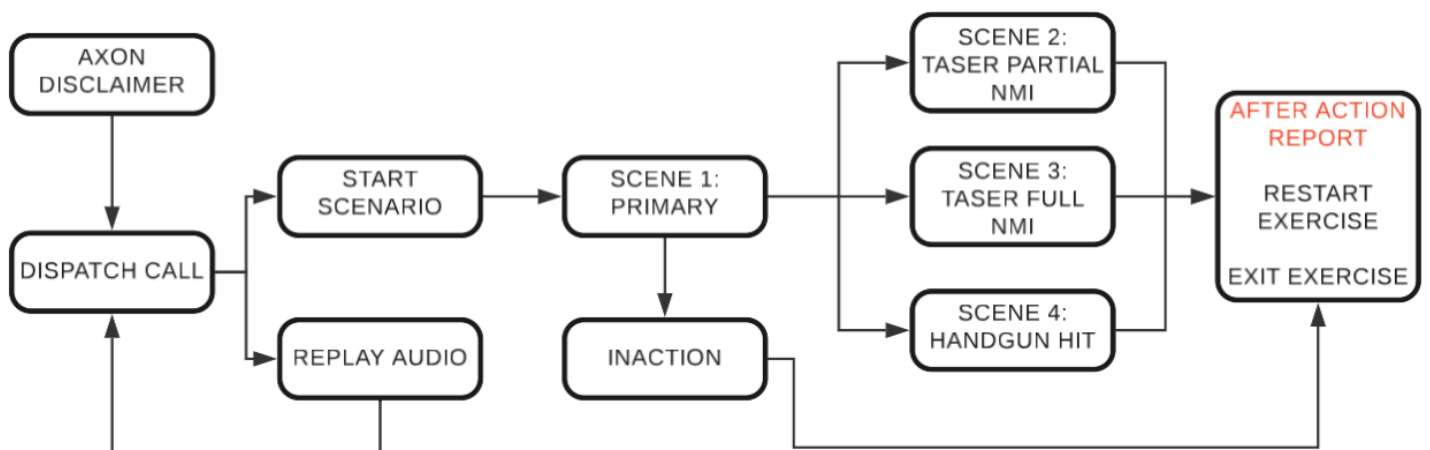 AXON
DISCLAIMER
DISPATCH CALL
START
SCENARIO
REPLAY AUDIO
SCENE 1:
PRIMARY
INACTION
SCENE 2:
TASER PARTIAL
NMI
SCENE 3:
TASER FULL
NMI
SCENE 4:
HANDGUN HIT
AFTER ACTION
REPORT
RESTART
EXERCISE
EXIT EXERCISE